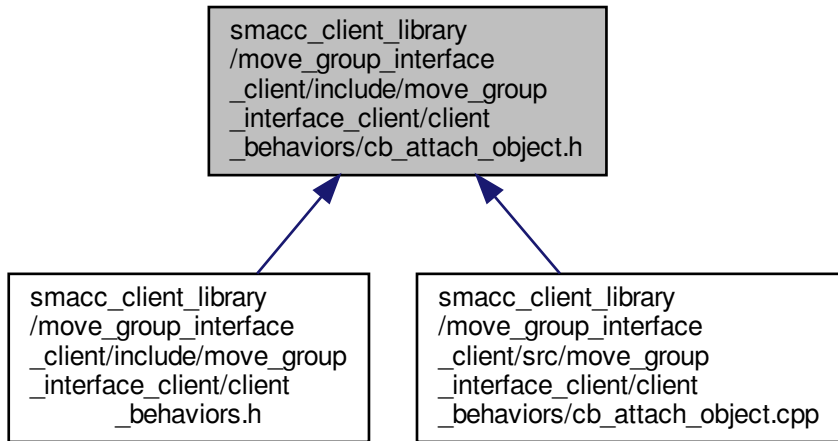 smacc_client_library
/move_group_interface
_client/include/move_group
_interface_client/client
_behaviors/cb_attach_object.h
smacc_client_library
/move_group_interface
_client/include/move_group
_interface_client/client
_behaviors.h
smacc_client_library
/move_group_interface
_client/src/move_group
_interface_client/client
_behaviors/cb_attach_object.cpp